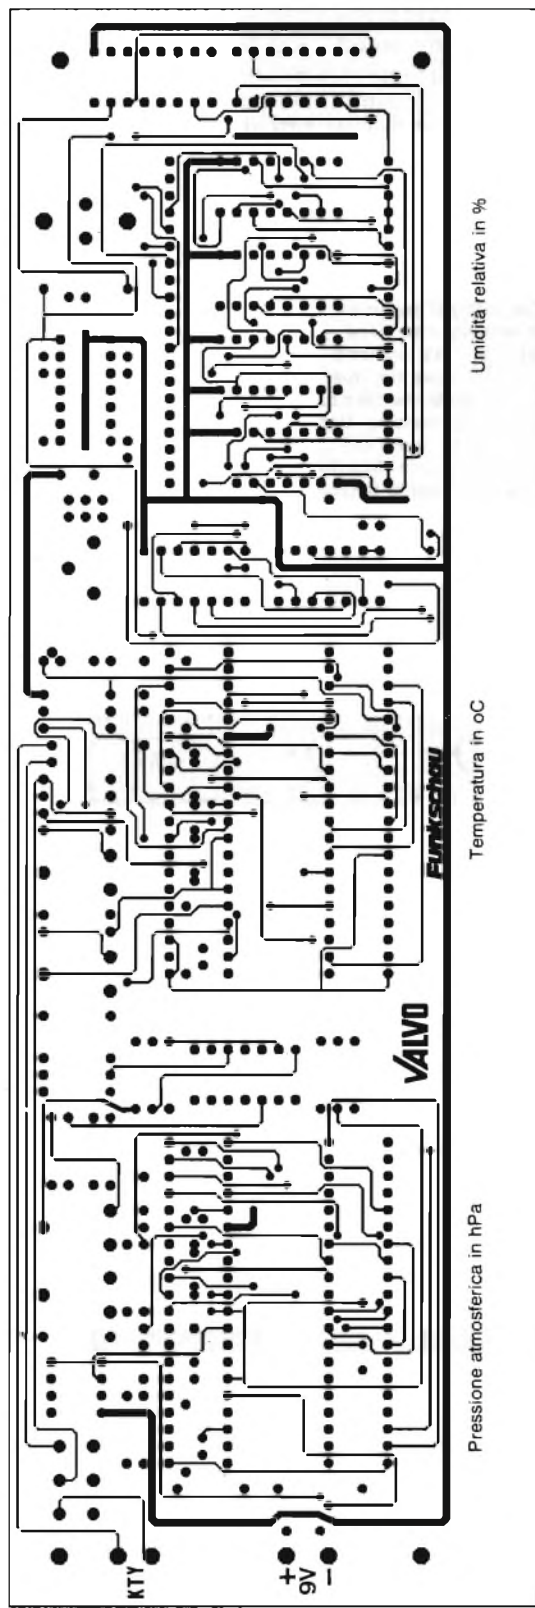 Umidità relativa in %
Temperatura in oC
Funkschau
VALVO
Pressione atmosferica in hPa
KTY
+
9V
−